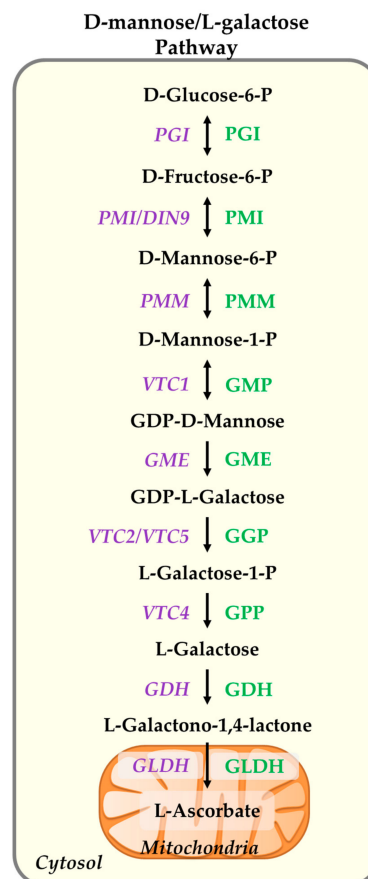 D-mannose/L-galactose
Pathway
D-Glucose-6-P
PGI PGI
D-Fructose-6-P
PMI/DIN9 PMI
D-Mannose-6-P
PMM PMM
D-Mannose-1-P
VTC1 GMP
GDP-D-Mannose
GME GME
GDP-L-Galactose
VTC2/VTC5 GGP
L-Galactose-1-P
VTC4 GPP
L-Galactose
GDH GDH
L-Galactono-1,4-lactone
GLDH GLDH
L-Ascorbate
Mitochondria
Cytosol